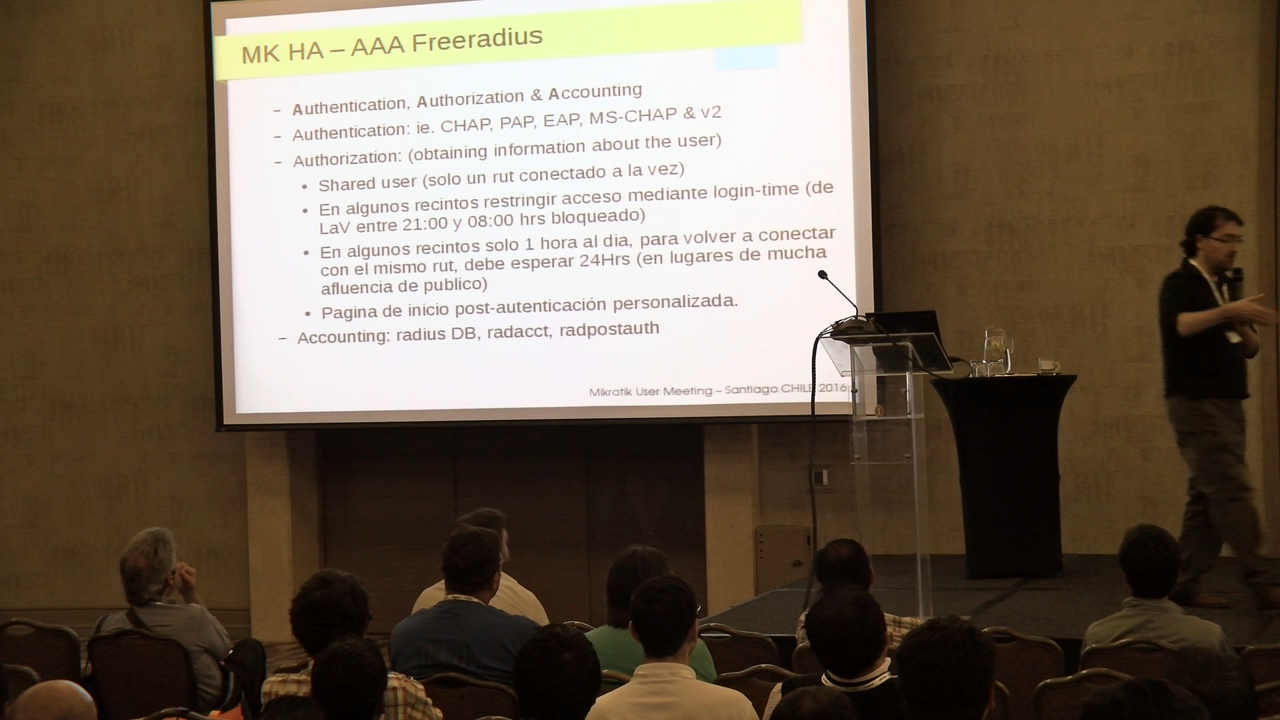 MK HA – AAA Freeradius
– Authentication, Authorization & Accounting
– Authentication: ie. CHAP, PAP, EAP, MS-CHAP & v2
– Authorization: (obtaining information about the user)
• Shared user (solo un rut conectado a la vez)
• En algunos recintos restringir acceso mediante login-time (de
LaV entre 21:00 y 08:00 hrs bloqueado)
• En algunos recintos solo 1 hora al dia, para volver a conectar
con el mismo rut, debe esperar 24Hrs (en lugares de mucha
afluencia de publico)
• Pagina de inicio post-autenticación personalizada.
– Accounting: radius DB, radacct, radpostauth
Mikrotik User Meeting – Santiago CHILE 2016